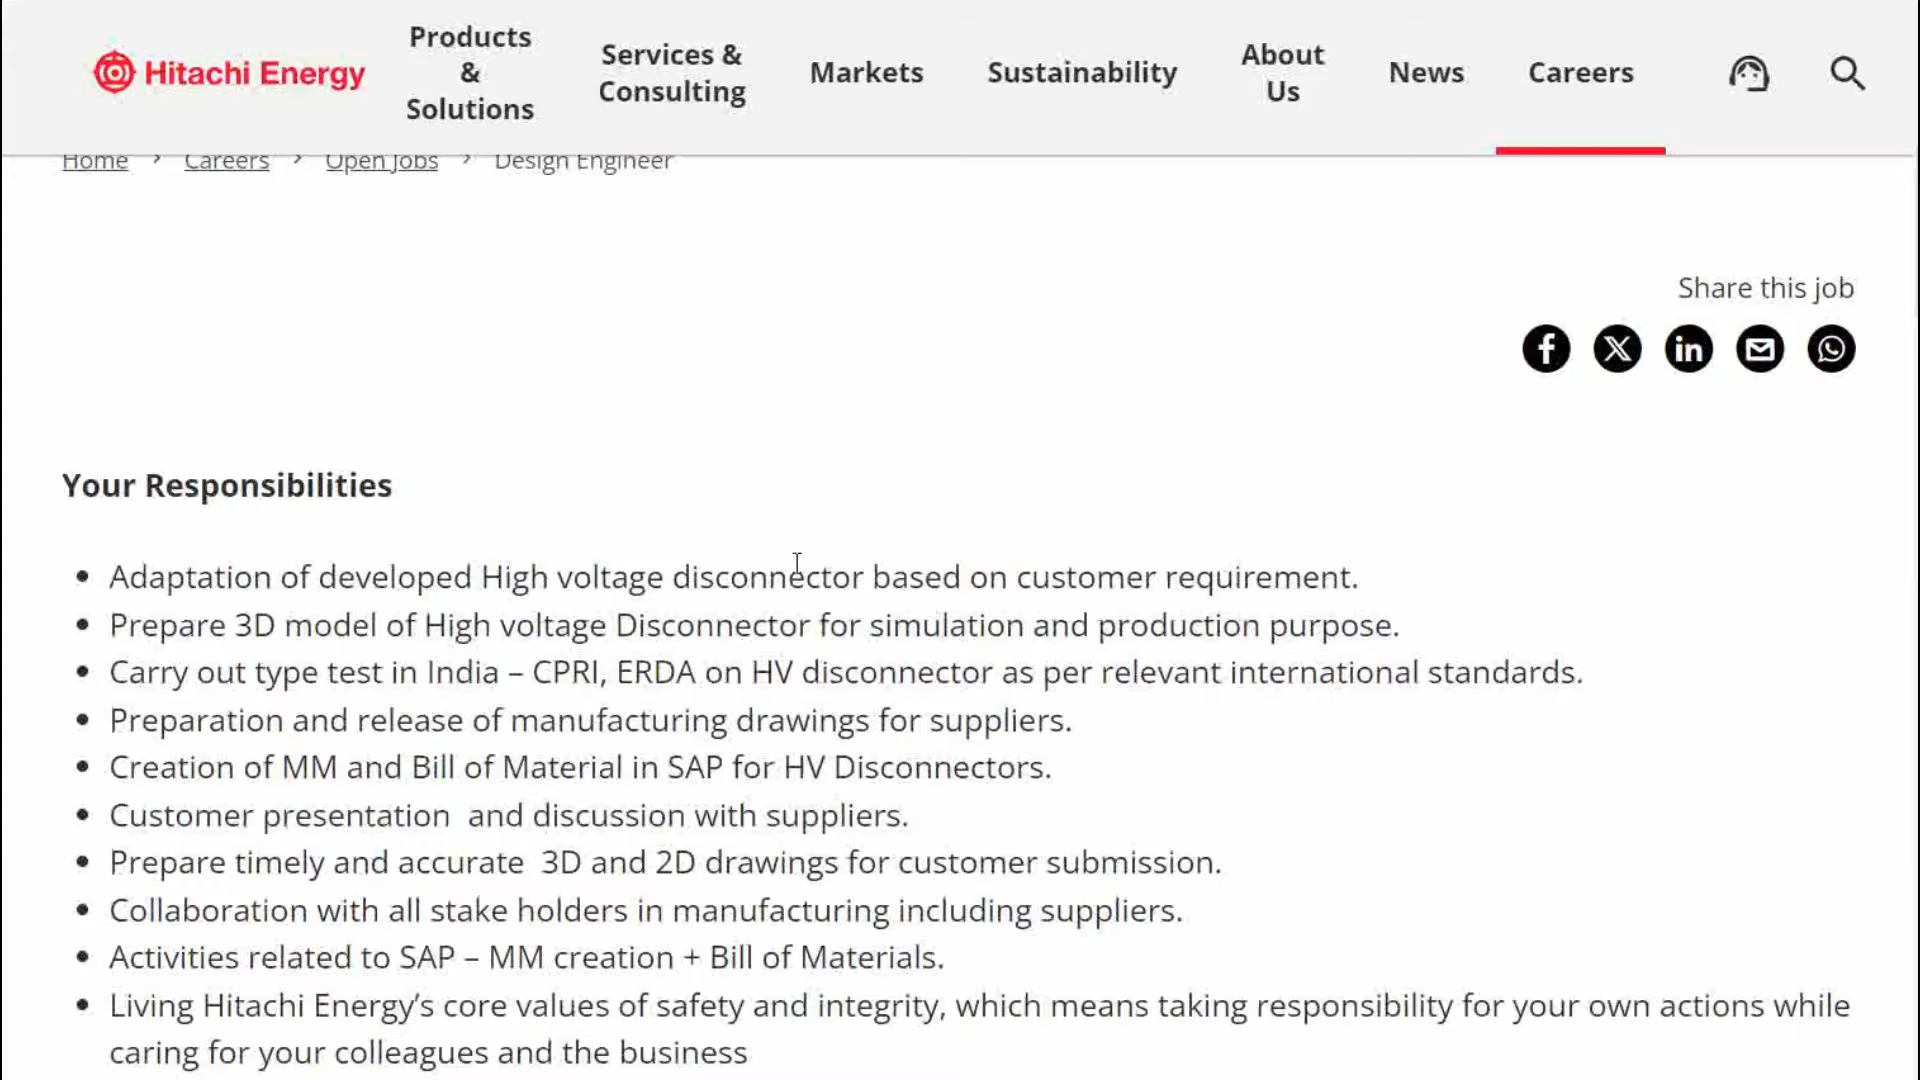 Hitachi Energy
Products
&
Solutions
Services &
Consulting
Markets
Sustainability
About
Us
News
Careers
Home > Careers > Open Jobs > Design Engineer
Share this job
Your Responsibilities
• Adaptation of developed High voltage disconnector based on customer requirement.
• Prepare 3D model of High voltage Disconnector for simulation and production purpose.
• Carry out type test in India – CPRI, ERDA on HV disconnector as per relevant international standards.
• Preparation and release of manufacturing drawings for suppliers.
• Creation of MM and Bill of Material in SAP for HV Disconnectors.
• Customer presentation  and discussion with suppliers.
• Prepare timely and accurate  3D and 2D drawings for customer submission.
• Collaboration with all stake holders in manufacturing including suppliers.
• Activities related to SAP – MM creation + Bill of Materials.
• Living Hitachi Energy’s core values of safety and integrity, which means taking responsibility for your own actions while
caring for your colleagues and the business